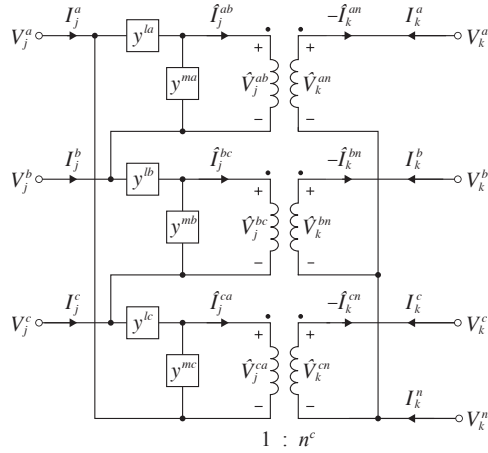 I_j^a Î_j^{ab} −Î_k^{an} I_k^a
V_j^a y^{la} V_k^a
+ +
y^{ma} V̂_j^{ab} V̂_k^{an}
− −
I_j^b Î_j^{bc} −Î_k^{bn} I_k^b
V_j^b y^{lb} V_k^b
+ +
y^{mb} V̂_j^{bc} V̂_k^{bn}
− −
I_j^c Î_j^{ca} −Î_k^{cn} I_k^c
V_j^c y^{lc} V_k^c
+ +
y^{mc} V̂_j^{ca} V̂_k^{cn}
− − I_k^n
V_k^n
1 : n^c